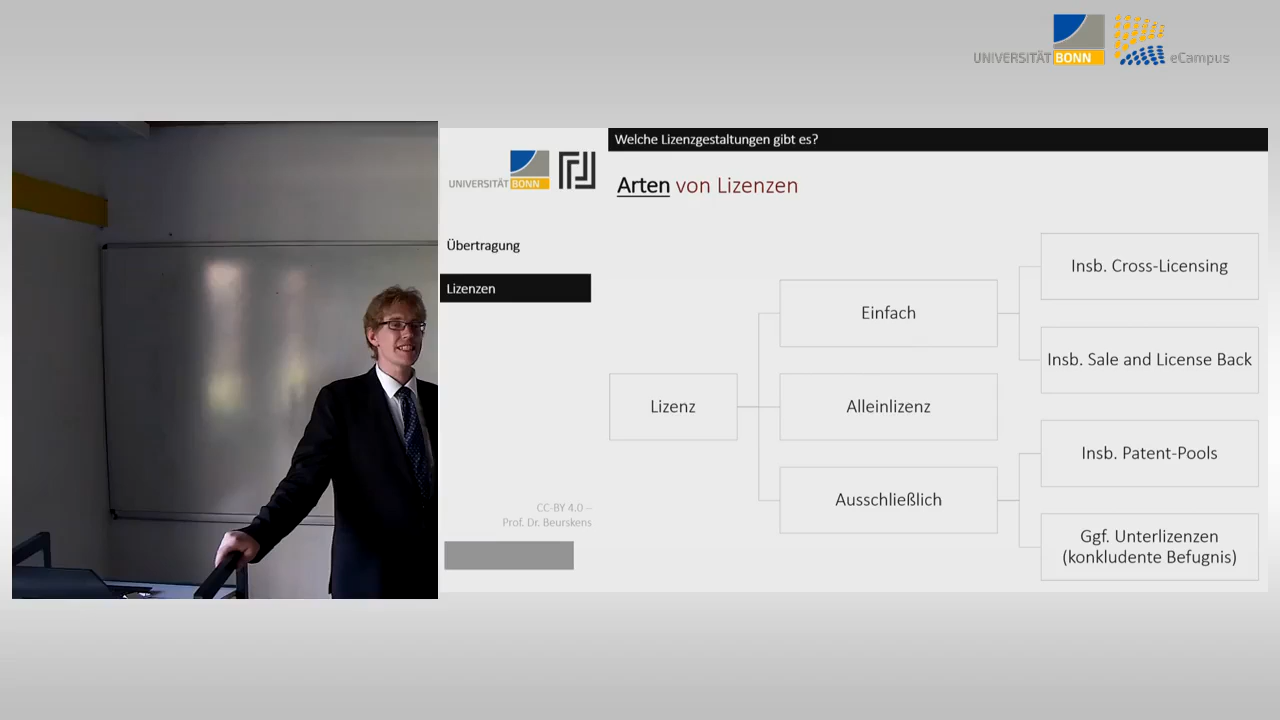 UNIVERSITÄT BONN eCampus
Welche Lizenzgestaltungen gibt es?
UNIVERSITÄT BONN
Arten von Lizenzen
Übertragung
Lizenzen
Lizenz
Einfach
Alleinlizenz
Ausschließlich
Insb. Cross-Licensing
Insb. Sale and License Back
Insb. Patent-Pools
Ggf. Unterlizenzen
(konkludente Befugnis)
CC-BY 4.0 –
Prof. Dr. Beurskens